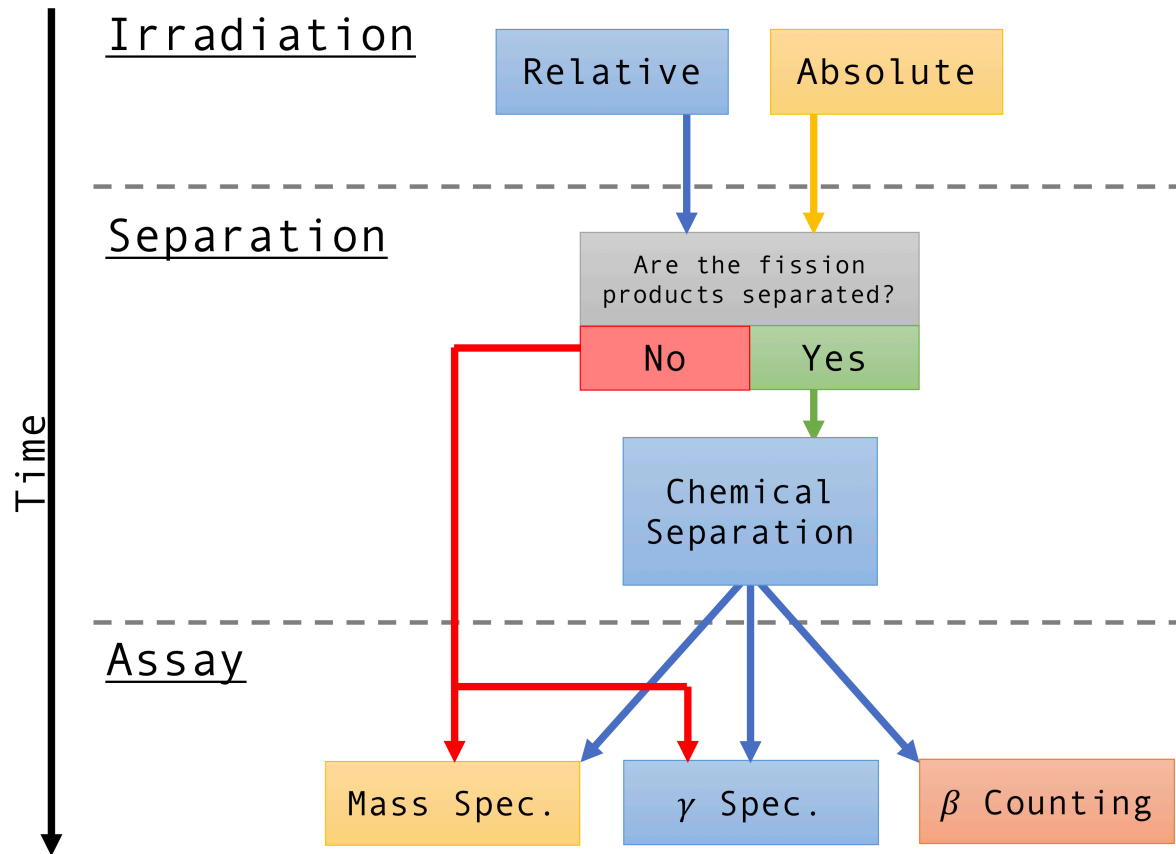 Irradiation
Relative
Absolute
Separation
Are the fission
products separated?
No
Yes
Time
Chemical
Separation
Assay
Mass Spec.
γ Spec.
β Counting